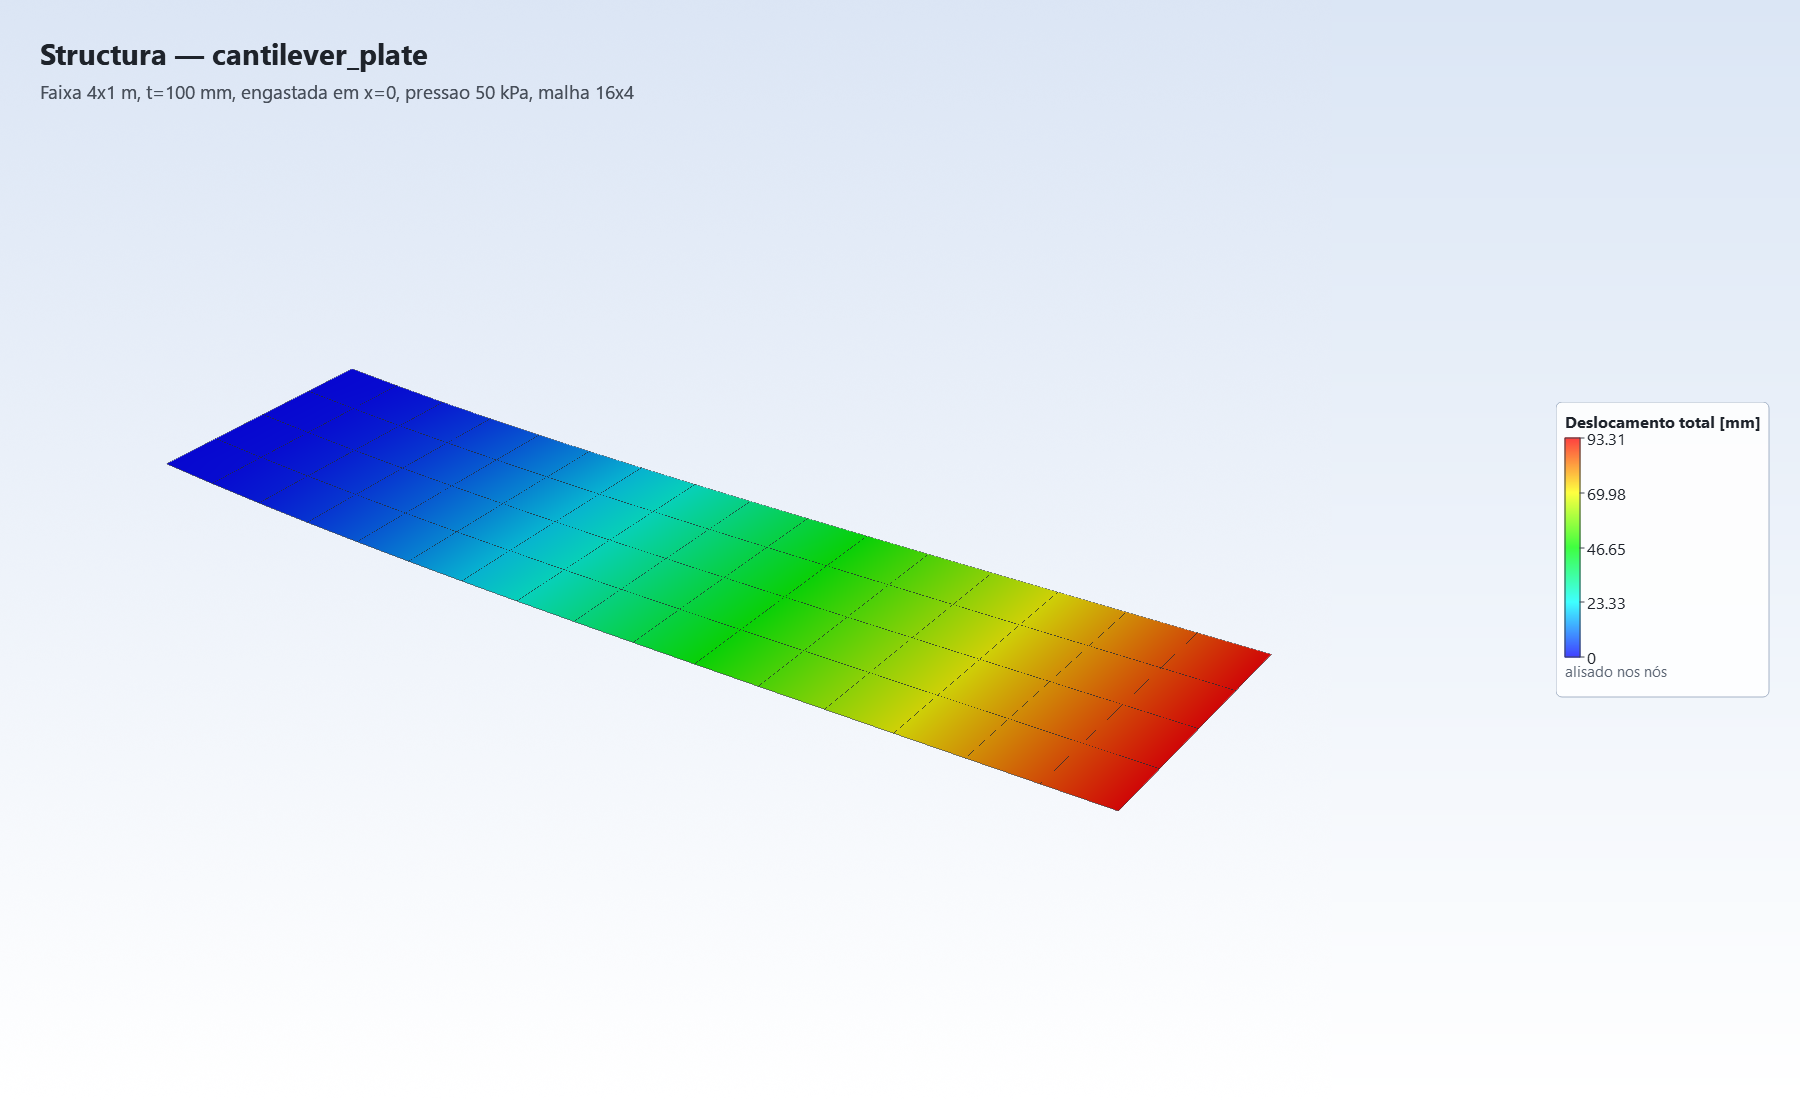 Structura — cantilever_plate
Faixa 4x1 m, t=100 mm, engastada em x=0, pressao 50 kPa, malha 16x4
Deslocamento total [mm]
93.31
69.98
46.65
23.33
0
alisado nos nós